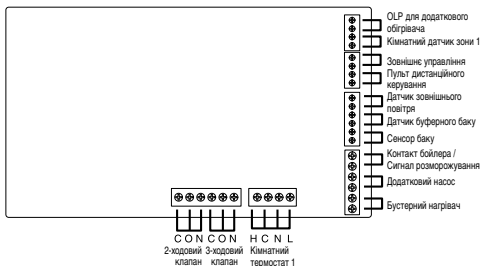 OLP для додаткового
обігрівача
Кімнатний датчик зони 1
Зовнішнє управління
Пульт дистанційного
керування
Датчик зовнішнього
повітря
Датчик буферного баку
Сенсор баку
Контакт бойлера /
Сигнал розморожування
Додатковий насос
Бустерний нагрівач
C O N C O N H C N L
2-ходовий 3-ходовий Кімнатний
клапан клапан термостат 1